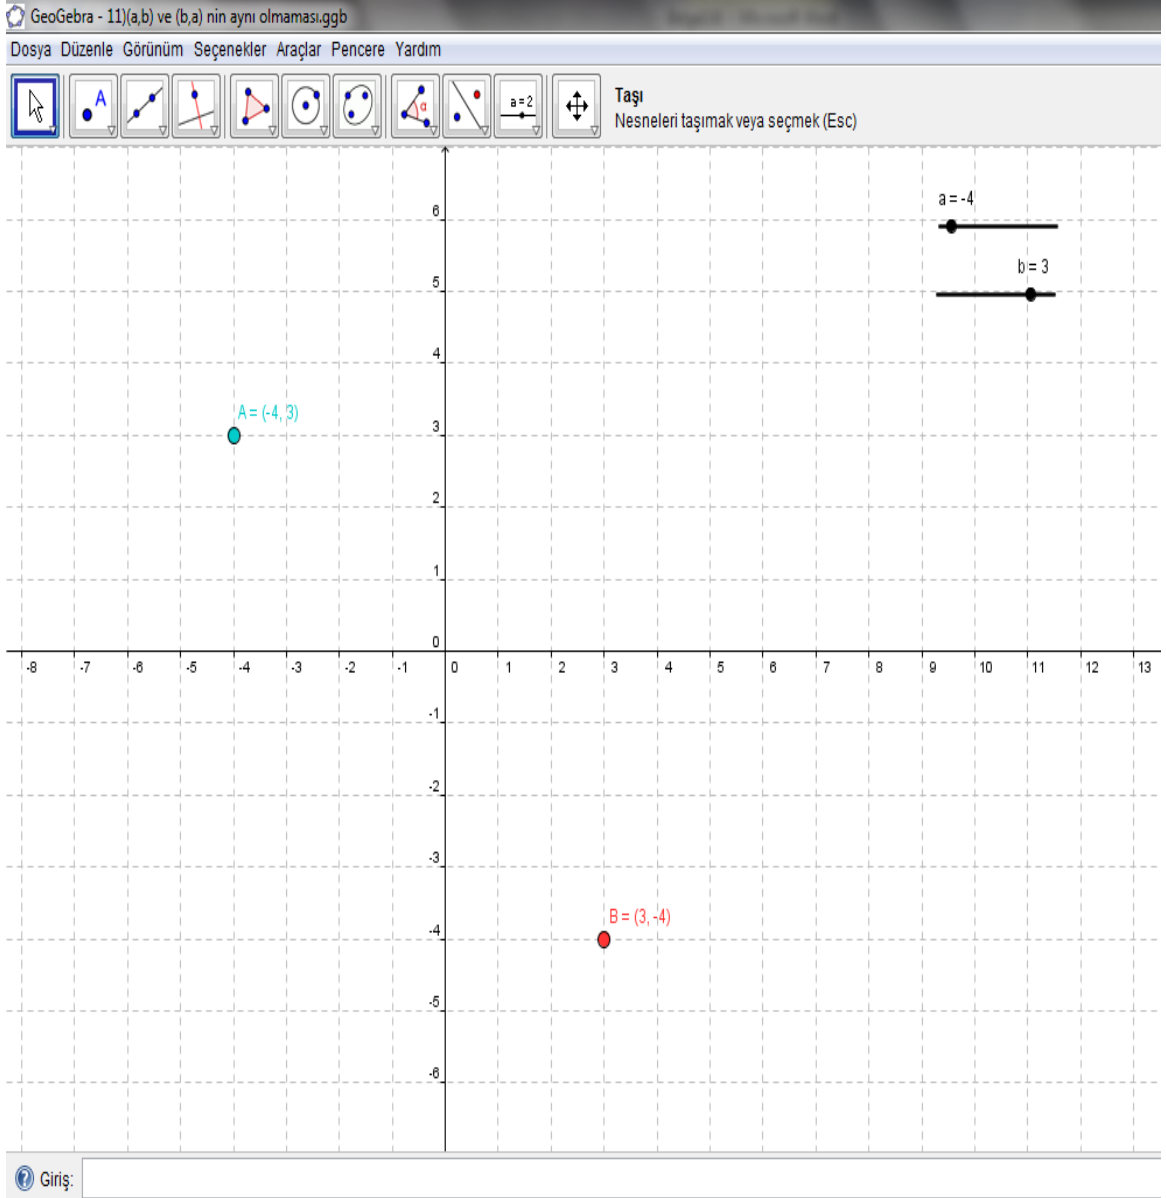 GeoGebra - 11)(a,b) ve (b,a) nin aynı olmaması.ggb
Dosya Düzenle Görünüm Seçenekler Araçlar Pencere Yardım
A
α
a = 2
Taşı
Nesneleri taşımak veya seçmek (Esc)
a = -4
6
b = 3
5
4
A = (-4, 3)
3
2
1
0
-8 -7 -6 -5 -4 -3 -2 -1 0 1 2 3 4 5 6 7 8 9 10 11 12 13
-1
-2
-3
B = (3, -4)
-4
-5
-6
Giriş: